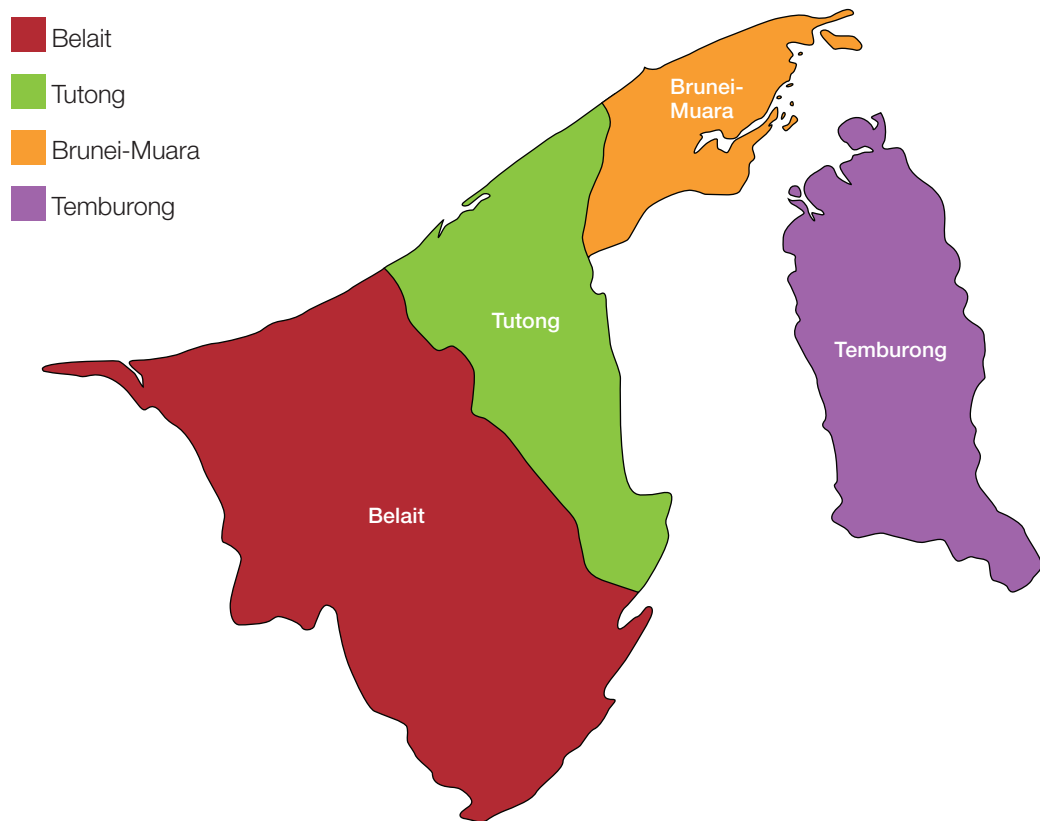 Belait
Tutong
Brunei-Muara
Temburong
Brunei-
Muara
Tutong
Temburong
Belait